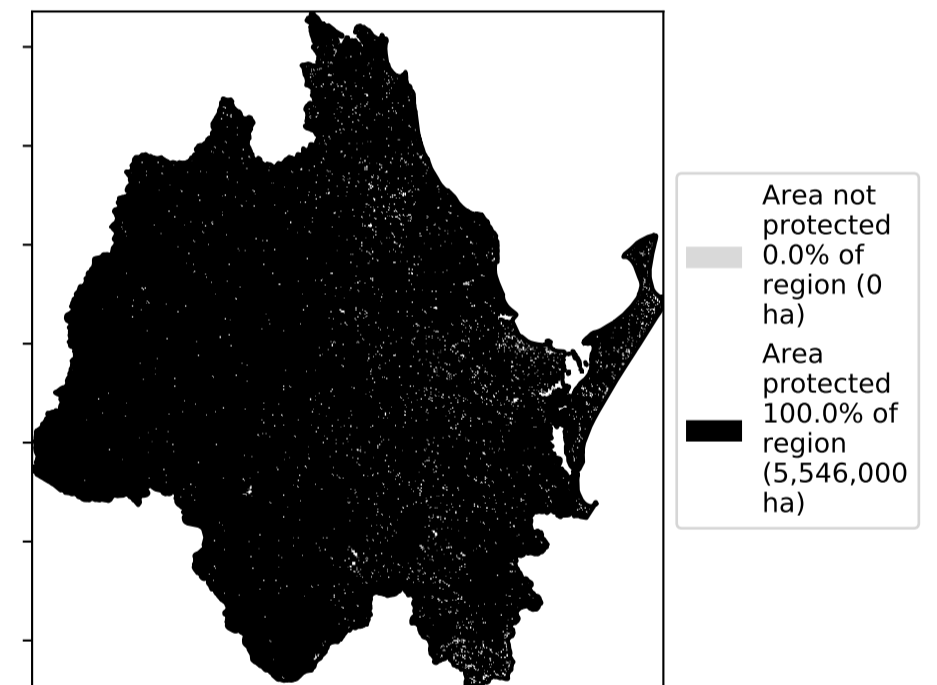 Area not
protected
0.0% of
region (0
ha)
Area
protected
100.0% of
region
(5,546,000
ha)